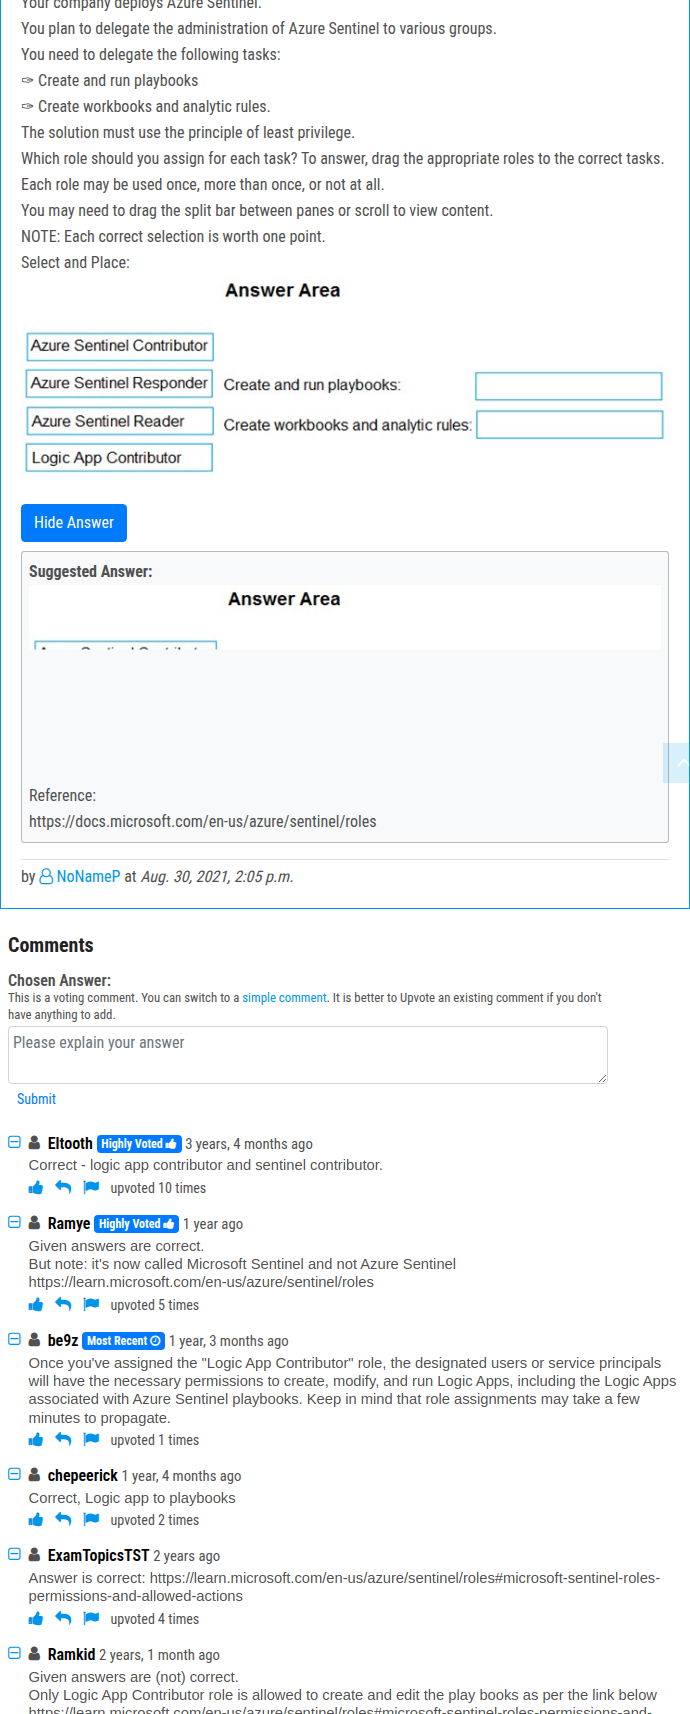 Your company deploys Azure Sentinel.
You plan to delegate the administration of Azure Sentinel to various groups.
You need to delegate the following tasks:
✑ Create and run playbooks
✑ Create workbooks and analytic rules.
The solution must use the principle of least privilege.
Which role should you assign for each task? To answer, drag the appropriate roles to the correct tasks.
Each role may be used once, more than once, or not at all.
You may need to drag the split bar between panes or scroll to view content.
NOTE: Each correct selection is worth one point.
Select and Place:
Answer Area
Azure Sentinel Contributor
Azure Sentinel Responder
Create and run playbooks:
Azure Sentinel Reader
Create workbooks and analytic rules:
Logic App Contributor
Hide Answer
Suggested Answer:
Answer Area
Reference:
https://docs.microsoft.com/en-us/azure/sentinel/roles
by NoNameP at Aug. 30, 2021, 2:05 p.m.
Comments
Chosen Answer:
This is a voting comment. You can switch to a simple comment. It is better to Upvote an existing comment if you don't
have anything to add.
Please explain your answer
Submit
Eltooth Highly Voted 3 years, 4 months ago
Correct - logic app contributor and sentinel contributor.
upvoted 10 times
Ramye Highly Voted 1 year ago
Given answers are correct.
But note: it's now called Microsoft Sentinel and not Azure Sentinel
https://learn.microsoft.com/en-us/azure/sentinel/roles
upvoted 5 times
be9z Most Recent 1 year, 3 months ago
Once you've assigned the "Logic App Contributor" role, the designated users or service principals
will have the necessary permissions to create, modify, and run Logic Apps, including the Logic Apps
associated with Azure Sentinel playbooks. Keep in mind that role assignments may take a few
minutes to propagate.
upvoted 1 times
chepeerick 1 year, 4 months ago
Correct, Logic app to playbooks
upvoted 2 times
ExamTopicsTST 2 years ago
Answer is correct: https://learn.microsoft.com/en-us/azure/sentinel/roles#microsoft-sentinel-roles-
permissions-and-allowed-actions
upvoted 4 times
Ramkid 2 years, 1 month ago
Given answers are (not) correct.
Only Logic App Contributor role is allowed to create and edit the play books as per the link below
https://learn.microsoft.com/en-us/azure/sentinel/roles#microsoft-sentinel-roles-permissions-and-